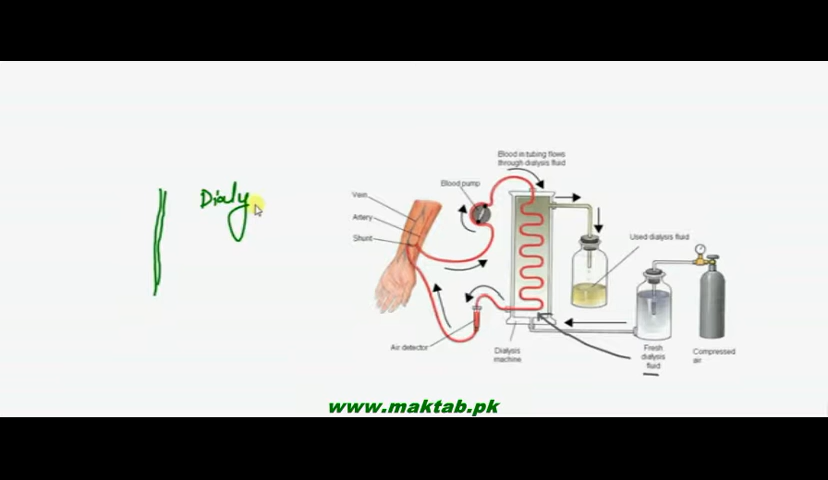 Dialy
Blood in tubing flows
through dialysis fluid
Blood pump
Vein
Artery
Shunt
Used dialysis fluid
Air detector
Dialysis
machine
Fresh
dialysis
fluid
Compressed
air
www.maktab.pk